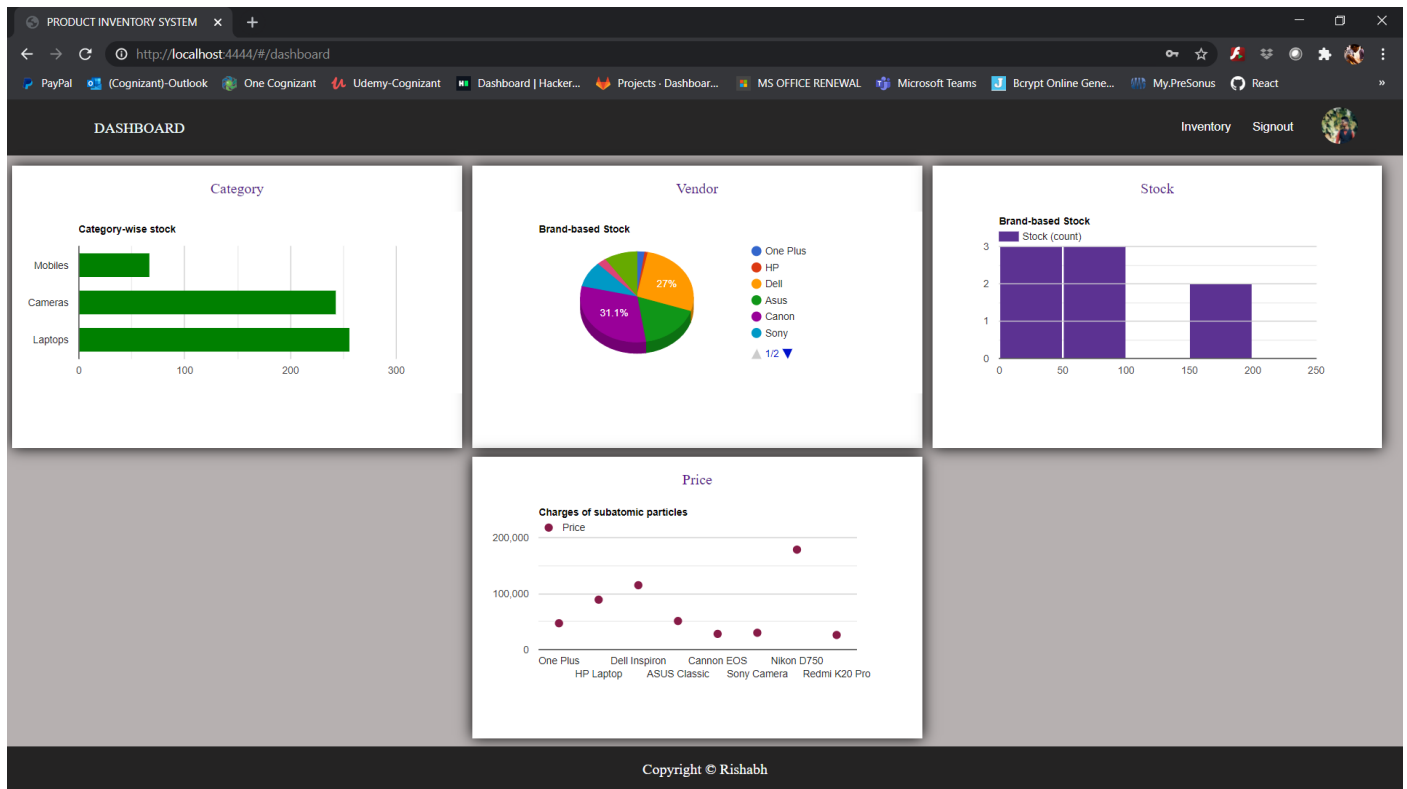 PRODUCT INVENTORY SYSTEM
http://localhost:4444/#/dashboard
PayPal (Cognizant)-Outlook One Cognizant Udemy-Cognizant Dashboard | Hacker... Projects · Dashboar... MS OFFICE RENEWAL Microsoft Teams Bcrypt Online Gene... My.PreSonus React »
DASHBOARD Inventory Signout
Category
Category-wise stock
Mobiles
Cameras
Laptops
0 100 200 300
Vendor
Brand-based Stock
27%
31.1%
One Plus
HP
Dell
Asus
Canon
Sony
1/2
Stock
Brand-based Stock
Stock (count)
3
2
1
0
0 50 100 150 200 250
Price
Charges of subatomic particles
Price
200,000
100,000
0
One Plus Dell Inspiron Cannon EOS Nikon D750
HP Laptop ASUS Classic Sony Camera Redmi K20 Pro
Copyright © Rishabh